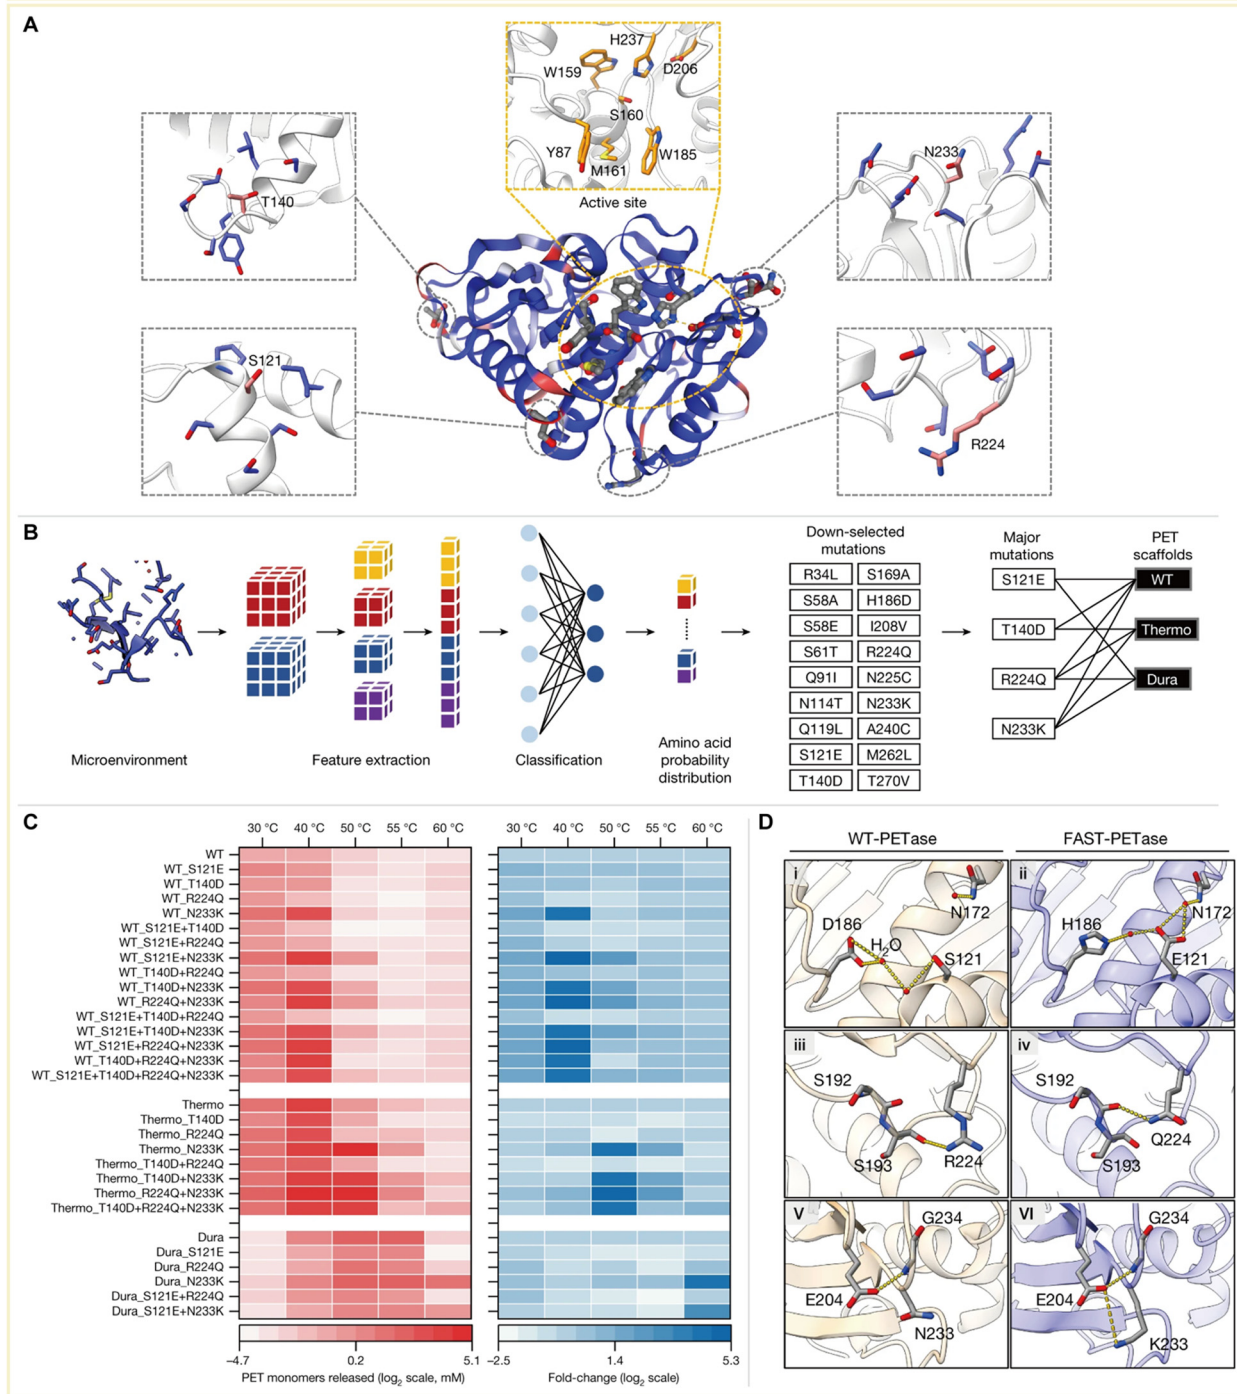 A
H237
W159
D206
S160
Y87
M161
W185
Active site
T140
N233
S121
R224
B
Microenvironment
Feature extraction
Classification
Amino acid
probability
distribution
Down-selected
mutations
R34L S169A
S58A H186D
S58E I208V
S61T R224Q
Q91I N225C
N114T N233K
Q119L A240C
S121E M262L
T140D T270V
Major
mutations
S121E
T140D
R224Q
N233K
PET
scaffolds
WT
Thermo
Dura
C
30 °C 40 °C 50 °C 55 °C 60 °C
30 °C 40 °C 50 °C 55 °C 60 °C
WT
WT_S121E
WT_T140D
WT_R224Q
WT_N233K
WT_S121E+T140D
WT_S121E+R224Q
WT_S121E+N233K
WT_T140D+R224Q
WT_T140D+N233K
WT_R224Q+N233K
WT_S121E+T140D+R224Q
WT_S121E+T140D+N233K
WT_S121E+R224Q+N233K
WT_T140D+R224Q+N233K
WT_S121E+T140D+R224Q+N233K
Thermo
Thermo_T140D
Thermo_R224Q
Thermo_N233K
Thermo_T140D+R224Q
Thermo_T140D+N233K
Thermo_R224Q+N233K
Thermo_T140D+R224Q+N233K
Dura
Dura_S121E
Dura_R224Q
Dura_N233K
Dura_S121E+R224Q
Dura_S121E+N233K
−4.7 0.2 5.1
PET monomers released (log2 scale, mM)
−2.5 1.4 5.3
Fold-change (log2 scale)
D
WT-PETase
FAST-PETase
i
N172
D186
H2O
S121
ii
N172
H186
E121
iii
S192
S193
R224
iv
S192
S193
Q224
V
G234
E204
N233
VI
G234
E204
K233